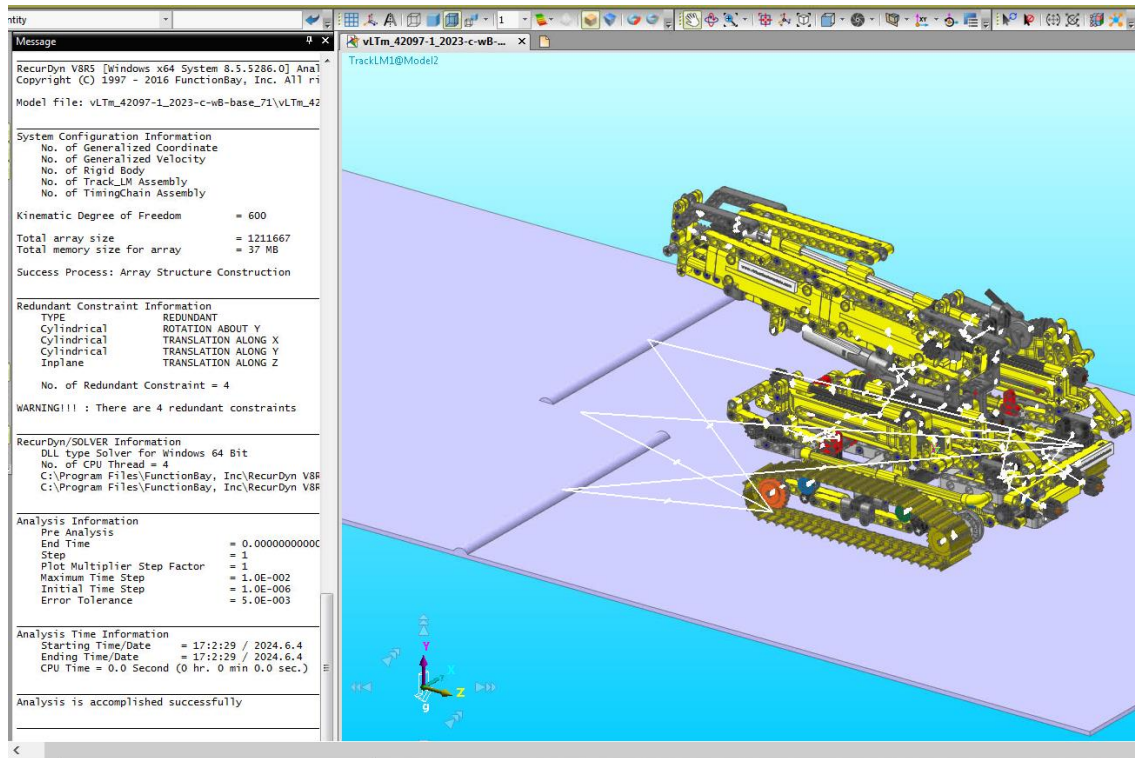 ntity
1
Message
vLTm_42097-1_2023-c-wB-...
TrackLM1@Model2
RecurDyn V8R5 [Windows x64 System 8.5.5286.0] Anal
Copyright (C) 1997 - 2016 FunctionBay, Inc. All ri
Model file: vLTm_42097-1_2023-c-wB-base_71\vLTm_42
System Configuration Information
No. of Generalized Coordinate
No. of Generalized Velocity
No. of Rigid Body
No. of Track_LM Assembly
No. of TimingChain Assembly
Kinematic Degree of Freedom = 600
Total array size = 1211667
Total memory size for array = 37 MB
Success Process: Array Structure Construction
Redundant Constraint Information
TYPE REDUNDANT
Cylindrical ROTATION ABOUT Y
Cylindrical TRANSLATION ALONG X
Cylindrical TRANSLATION ALONG Y
Inplane TRANSLATION ALONG Z
No. of Redundant Constraint = 4
WARNING!!! : There are 4 redundant constraints
RecurDyn/SOLVER Information
DLL type Solver for Windows 64 Bit
No. of CPU Thread = 4
C:\Program Files\FunctionBay, Inc\RecurDyn V8R
C:\Program Files\FunctionBay, Inc\RecurDyn V8R
Analysis Information
Pre Analysis
End Time = 0.0000000000
Step = 1
Plot Multiplier Step Factor = 1
Maximum Time Step = 1.0E-002
Initial Time Step = 1.0E-006
Error Tolerance = 5.0E-003
Analysis Time Information
Starting Time/Date = 17:2:29 / 2024.6.4
Ending Time/Date = 17:2:29 / 2024.6.4
CPU Time = 0.0 Second (0 hr. 0 min 0.0 sec.)
Analysis is accomplished successfully
Y
X
Z
g